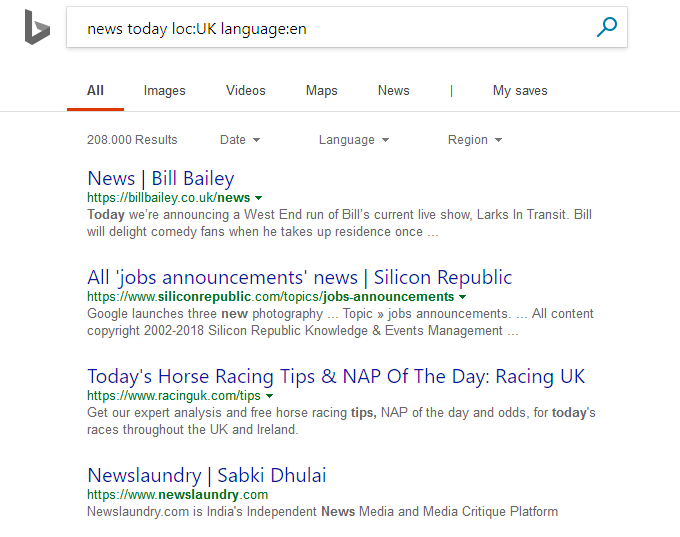 news today loc:UK language:en
All Images Videos Maps News | My saves
208.000 Results Date Language Region
News | Bill Bailey
https://billbailey.co.uk/news
Today we're announcing a West End run of Bill's current live show, Larks In Transit. Bill
will delight comedy fans when he takes up residence once ...
All 'jobs announcements' news | Silicon Republic
https://www.siliconrepublic.com/topics/jobs-announcements
Google launches three new photography ... Topic » jobs announcements. ... All content
copyright 2002-2018 Silicon Republic Knowledge & Events Management ...
Today's Horse Racing Tips & NAP Of The Day: Racing UK
https://www.racinguk.com/tips
Get our expert analysis and free horse racing tips, NAP of the day and odds, for today's
races throughout the UK and Ireland.
Newslaundry | Sabki Dhulai
https://www.newslaundry.com
Newslaundry.com is India's Independent News Media and Media Critique Platform